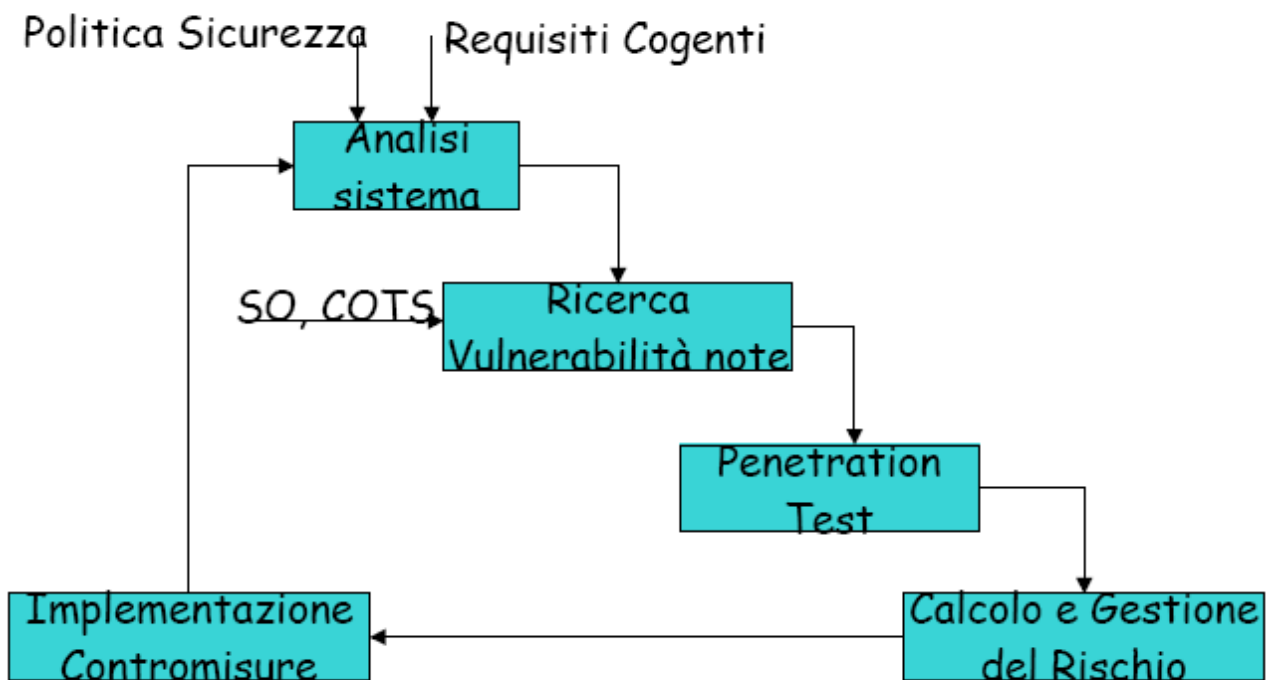 Politica Sicurezza
Requisiti Cogenti
Analisi
sistema
SO, COTS
Ricerca
Vulnerabilità note
Penetration
Test
Implementazione
Contromisure
Calcolo e Gestione
del Rischio